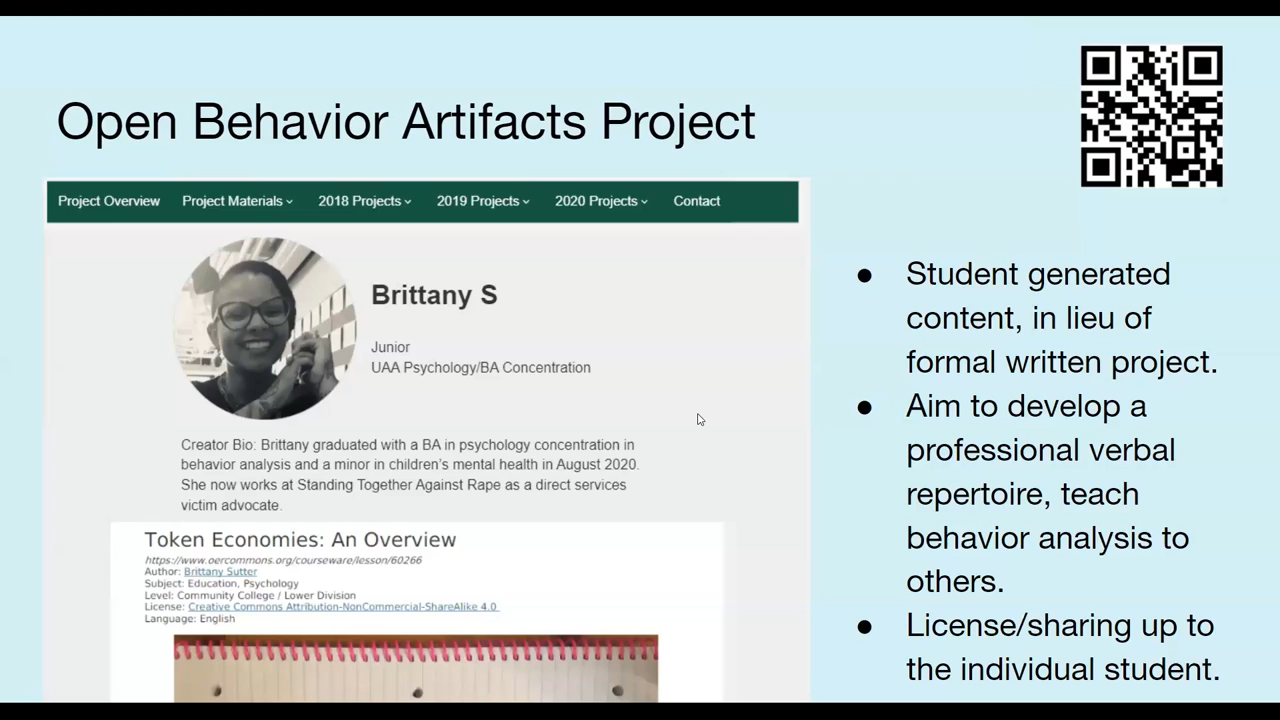 Open Behavior Artifacts Project
Project Overview Project Materials 2018 Projects 2019 Projects 2020 Projects Contact
Brittany S
Junior
UAA Psychology/BA Concentration
Creator Bio: Brittany graduated with a BA in psychology concentration in
behavior analysis and a minor in children's mental health in August 2020.
She now works at Standing Together Against Rape as a direct services
victim advocate.
Token Economies: An Overview
https://www.oercommons.org/courseware/lesson/60266
Author: Brittany Sutter
Subject: Education, Psychology
Level: Community College / Lower Division
License: Creative Commons Attribution-NonCommercial-ShareAlike 4.0
Language: English
● Student generated
content, in lieu of
formal written project.
● Aim to develop a
professional verbal
repertoire, teach
behavior analysis to
others.
● License/sharing up to
the individual student.